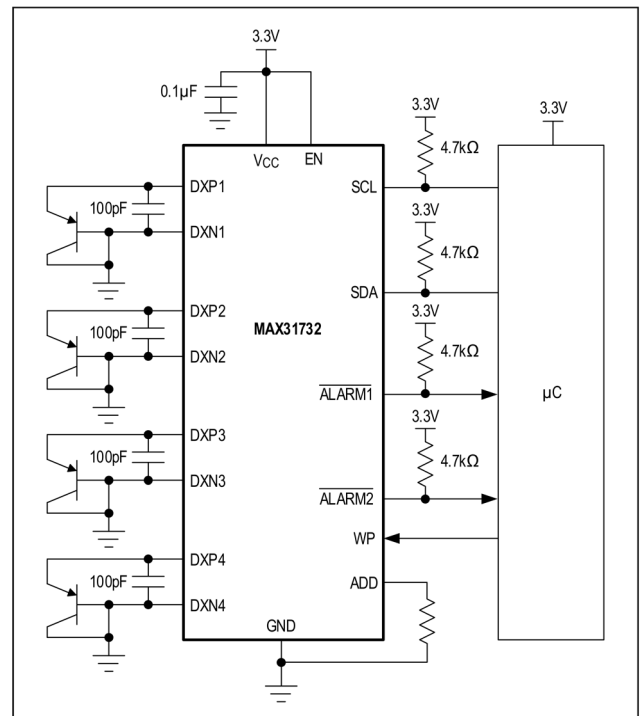 3.3V
0.1µF
3.3V
3.3V
VCC
EN
4.7kΩ
DXP1
SCL
100pF
DXN1
3.3V
4.7kΩ
SDA
DXP2
3.3V
100pF
MAX31732
DXN2
4.7kΩ
ALARM1
µC
3.3V
DXP3
100pF
4.7kΩ
DXN3
ALARM2
WP
DXP4
100pF
ADD
DXN4
GND